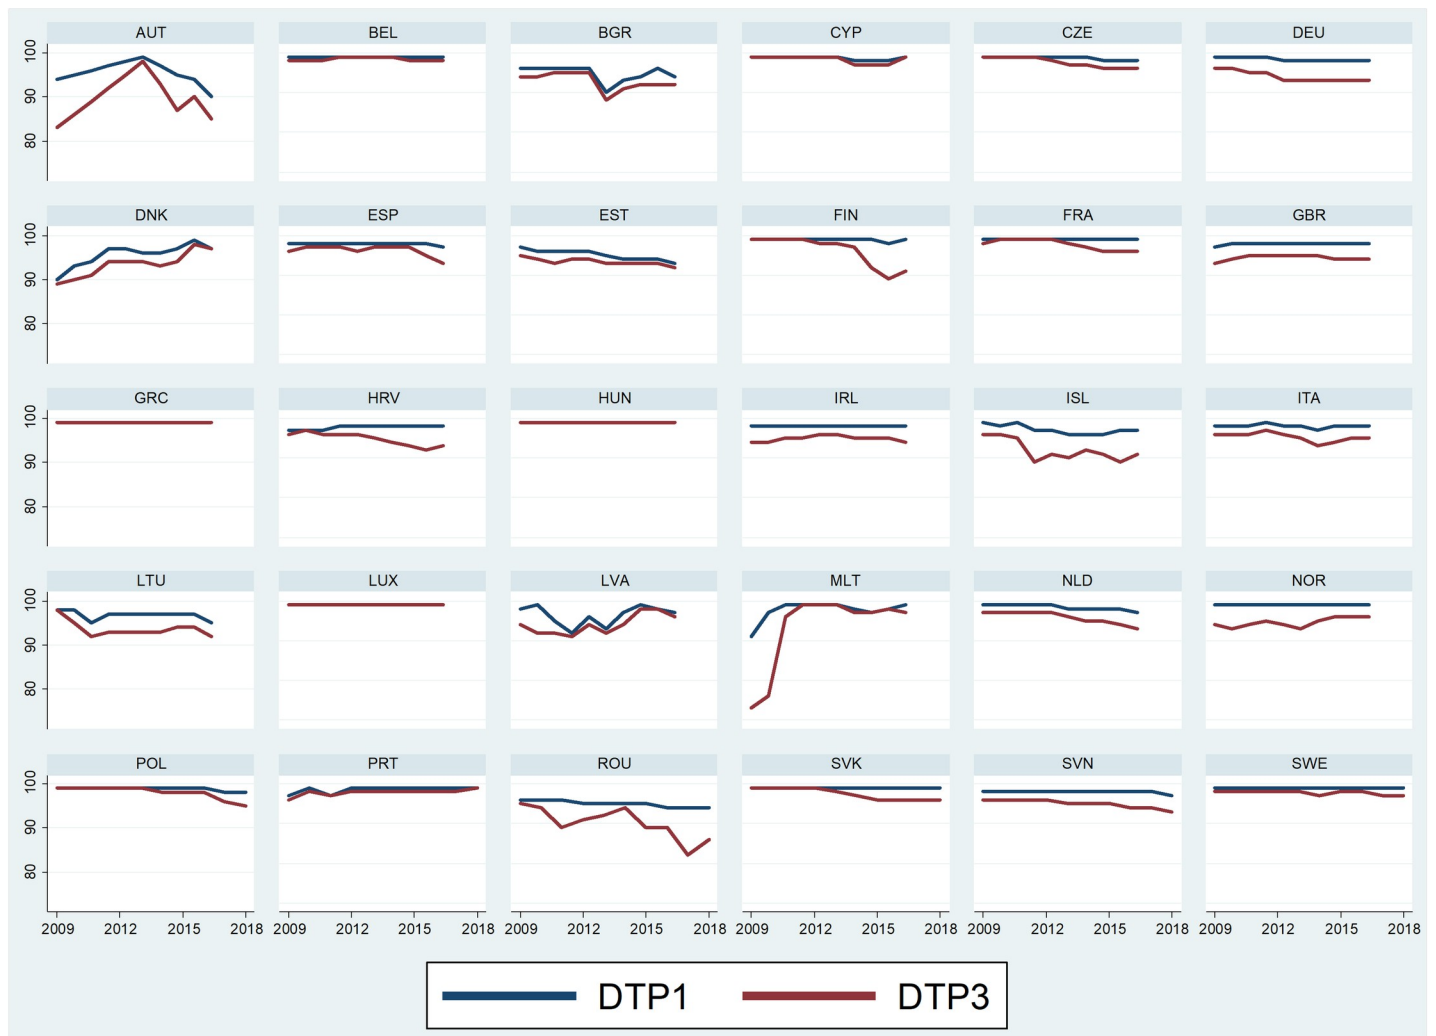 AUT BEL BGR CYP CZE DEU
100
90
80
DNK ESP EST FIN FRA GBR
100
90
80
GRC HRV HUN IRL ISL ITA
100
90
80
LTU LUX LVA MLT NLD NOR
100
90
80
POL PRT ROU SVK SVN SWE
100
90
80
2009 2012 2015 2018 2009 2012 2015 2018 2009 2012 2015 2018 2009 2012 2015 2018 2009 2012 2015 2018 2009 2012 2015 2018
DTP1 DTP3